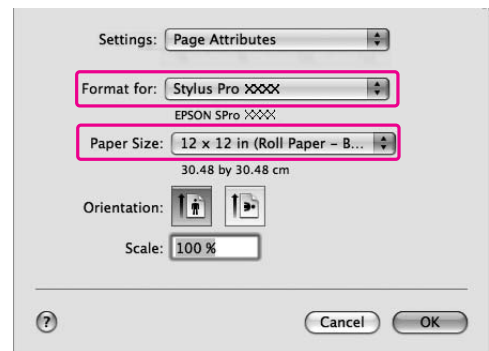 Settings: Page Attributes
Format for: Stylus Pro XXXX
EPSON SPro XXXX
Paper Size: 12 x 12 in (Roll Paper – B...
30.48 by 30.48 cm
Orientation:
Scale: 100 %
? Cancel OK